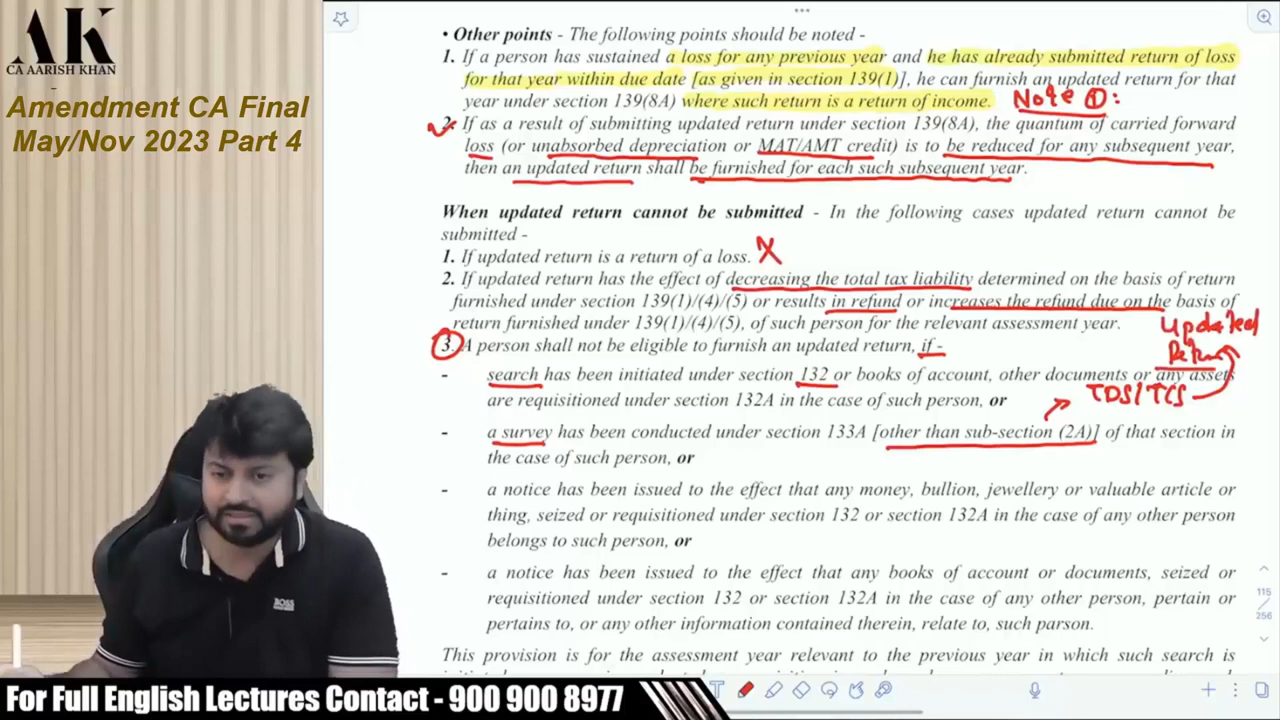 AK
CA AARISH KHAN
Amendment CA Final
May/Nov 2023 Part 4
• Other points - The following points should be noted -
1. If a person has sustained a loss for any previous year and he has already submitted return of loss
for that year within due date [as given in section 139(1)], he can furnish an updated return for that
year under section 139(8A) where such return is a return of income. Note ①:
2. If as a result of submitting updated return under section 139(8A), the quantum of carried forward
loss (or unabsorbed depreciation or MAT/AMT credit) is to be reduced for any subsequent year,
then an updated return shall be furnished for each such subsequent year.
When updated return cannot be submitted - In the following cases updated return cannot be
submitted -
1. If updated return is a return of a loss. X
2. If updated return has the effect of decreasing the total tax liability determined on the basis of return
furnished under section 139(1)/(4)/(5) or results in refund or increases the refund due on the basis of
return furnished under 139(1)/(4)/(5), of such person for the relevant assessment year.
Updated
Return
3. A person shall not be eligible to furnish an updated return, if -
- search has been initiated under section 132 or books of account, other documents or any assets
are requisitioned under section 132A in the case of such person, or
TDS/TCS
- a survey has been conducted under section 133A [other than sub-section (2A)] of that section in
the case of such person, or
- a notice has been issued to the effect that any money, bullion, jewellery or valuable article or
thing, seized or requisitioned under section 132 or section 132A in the case of any other person
belongs to such person, or
- a notice has been issued to the effect that any books of account or documents, seized or
requisitioned under section 132 or section 132A in the case of any other person, pertain or
pertains to, or any other information contained therein, relate to, such parson.
This provision is for the assessment year relevant to the previous year in which such search is
115
256
BOSS
For Full English Lectures Contact - 900 900 8977